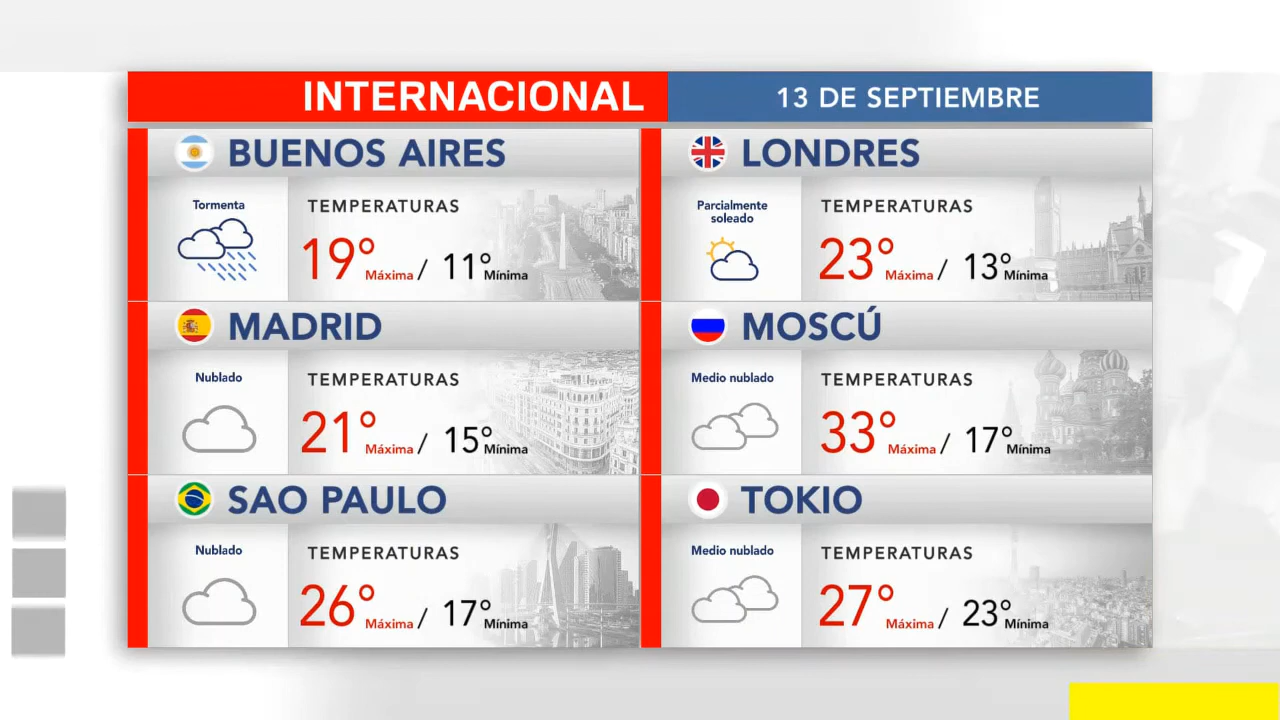 INTERNACIONAL
13 DE SEPTIEMBRE
BUENOS AIRES
Tormenta
TEMPERATURAS
19° Máxima / 11° Mínima
LONDRES
Parcialmente
soleado
TEMPERATURAS
23° Máxima / 13° Mínima
MADRID
Nublado
TEMPERATURAS
21° Máxima / 15° Mínima
MOSCÚ
Medio nublado
TEMPERATURAS
33° Máxima / 17° Mínima
SAO PAULO
Nublado
TEMPERATURAS
26° Máxima / 17° Mínima
TOKIO
Medio nublado
TEMPERATURAS
27° Máxima / 23° Mínima